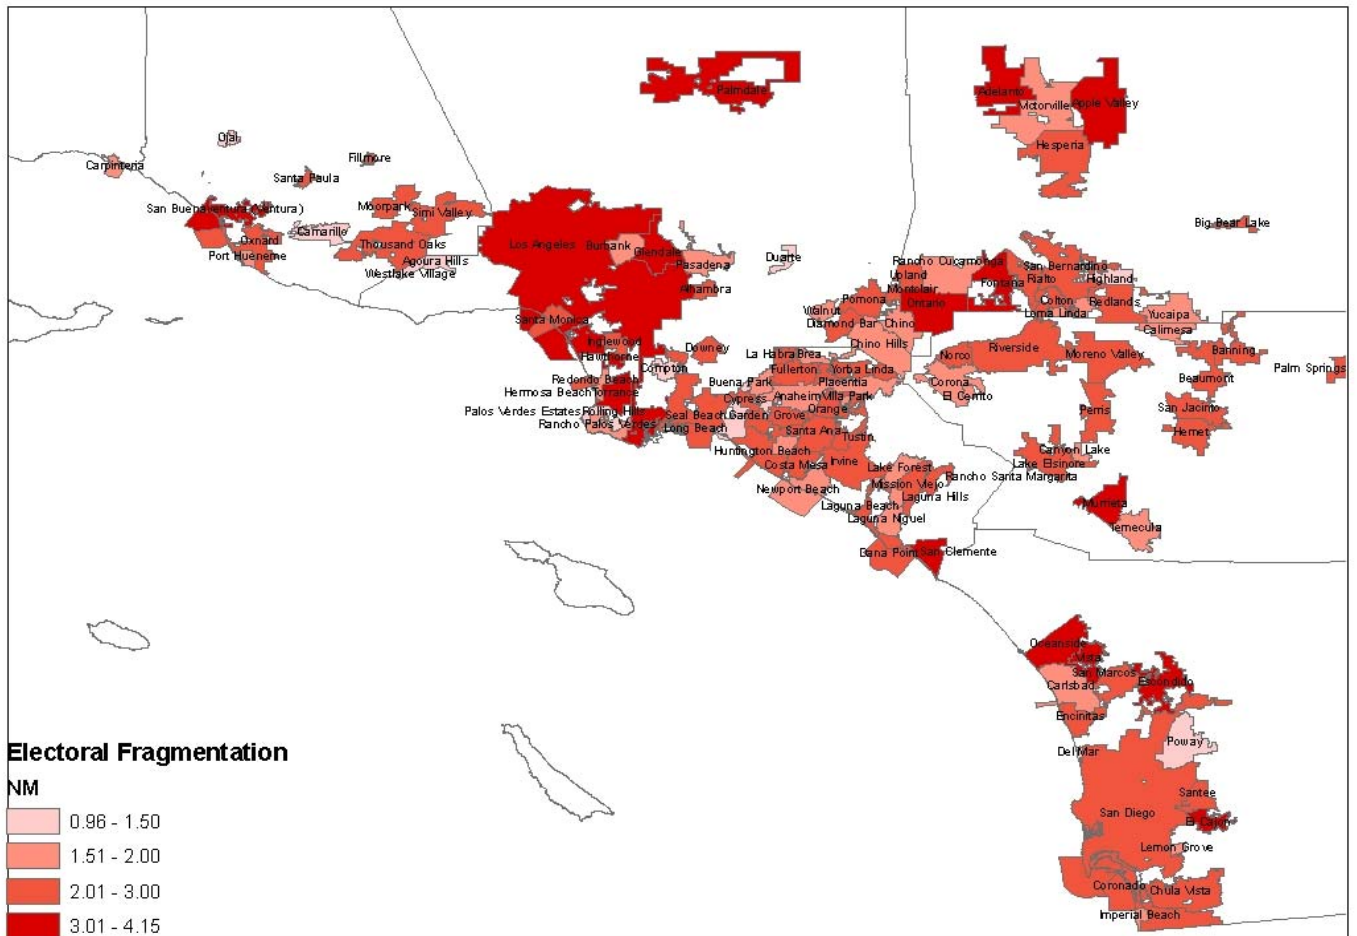 Palmdale
Adelanto
Victorville
Apple Valley
Hesperia
Ojai
Fillmore
Carpinteria
Santa Paula
San Buenaventura (Ventura)
Moorpark
Simi Valley
Big Bear Lake
Camarillo
Oxnard
Thousand Oaks
Los Angeles
Burbank
Glendale
Port Hueneme
Agoura Hills
Pasadena
Duarte
Rancho Cucamonga
San Bernardino
Westlake Village
Upland
Rialto
Highland
Alhambra
Montclair
Fontana
Pomona
Ontario
Colton
Redlands
Walnut
Loma Linda
Yucaipa
Santa Monica
Diamond Bar
Chino
Calimesa
Inglewood
Downey
Chino Hills
Riverside
Hawthorne
La Habra
Brea
Norco
Moreno Valley
Banning
Compton
Fullerton
Yorba Linda
Palm Springs
Redondo Beach
Buena Park
Placentia
Corona
Beaumont
Hermosa Beach
Torrance
Cypress
Anaheim
Villa Park
El Cerrito
Palos Verdes Estates
Rolling Hills
Seal Beach
Garden Grove
Orange
Perris
San Jacinto
Rancho Palos Verdes
Long Beach
Santa Ana
Tustin
Hemet
Huntington Beach
Canyon Lake
Costa Mesa
Irvine
Lake Forest
Lake Elsinore
Mission Viejo
Rancho Santa Margarita
Newport Beach
Laguna Hills
Laguna Beach
Murrieta
Laguna Niguel
Temecula
Dana Point
San Clemente
Oceanside
Vista
San Marcos
Escondido
Carlsbad
Encinitas
Poway
Del Mar
Santee
San Diego
El Cajon
Lemon Grove
Coronado
Chula Vista
Imperial Beach
Electoral Fragmentation
NM
0.96 - 1.50
1.51 - 2.00
2.01 - 3.00
3.01 - 4.15